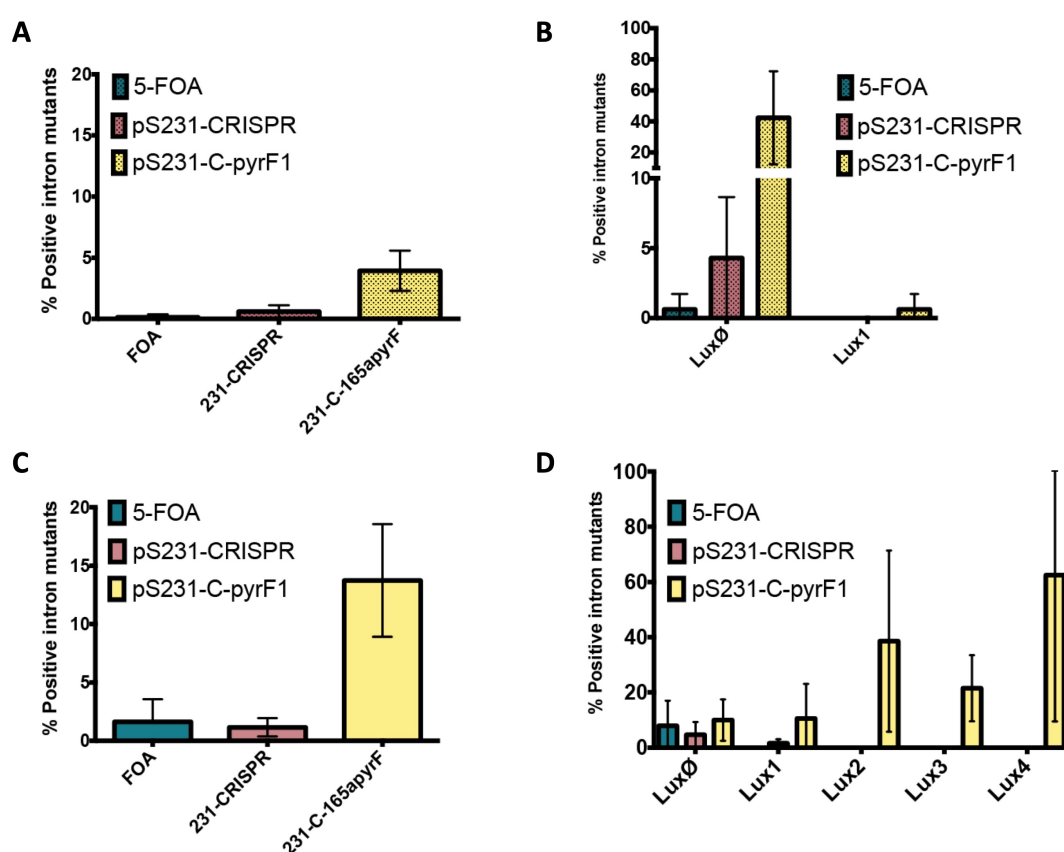 A
% Positive intron mutants
20
15
10
5
0
5-FOA
pS231-CRISPR
pS231-C-pyrF1
FOA
231-CRISPR
231-C-165apyrF
B
% Positive intron mutants
100
80
60
40
20
10
5
0
5-FOA
pS231-CRISPR
pS231-C-pyrF1
LuxØ
Lux1
C
% Positive intron mutants
20
15
10
5
0
5-FOA
pS231-CRISPR
pS231-C-pyrF1
FOA
231-CRISPR
231-C-165apyrF
D
% Positive intron mutants
100
80
60
40
20
0
5-FOA
pS231-CRISPR
pS231-C-pyrF1
LuxØ
Lux1
Lux2
Lux3
Lux4